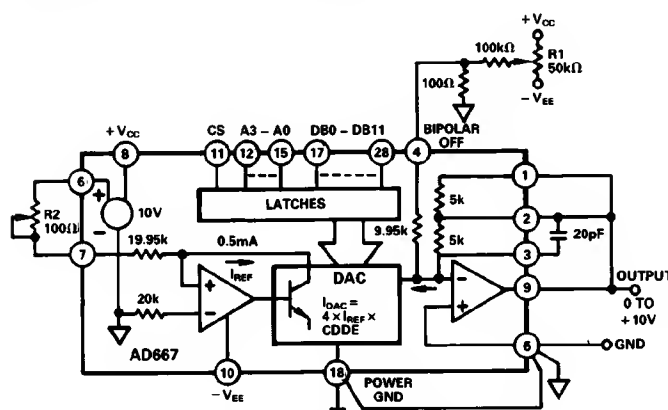 +VCC
100kΩ
R1
50kΩ
100Ω
−VEE
+VCC
CS
A3 – A0
DB0 – DB11
BIPOLAR
OFF
8
11
12
15
17
28
4
6
+
−
10V
R2
100Ω
7
LATCHES
9.95k
5k
5k
1
2
3
20pF
19.95k
0.5mA
IREF
+
−
20k
DAC
IDAC =
4 × IREF ×
CDDE
−
+
9
OUTPUT
0 TO
+10V
6
GND
AD667
10
−VEE
18
POWER
GND